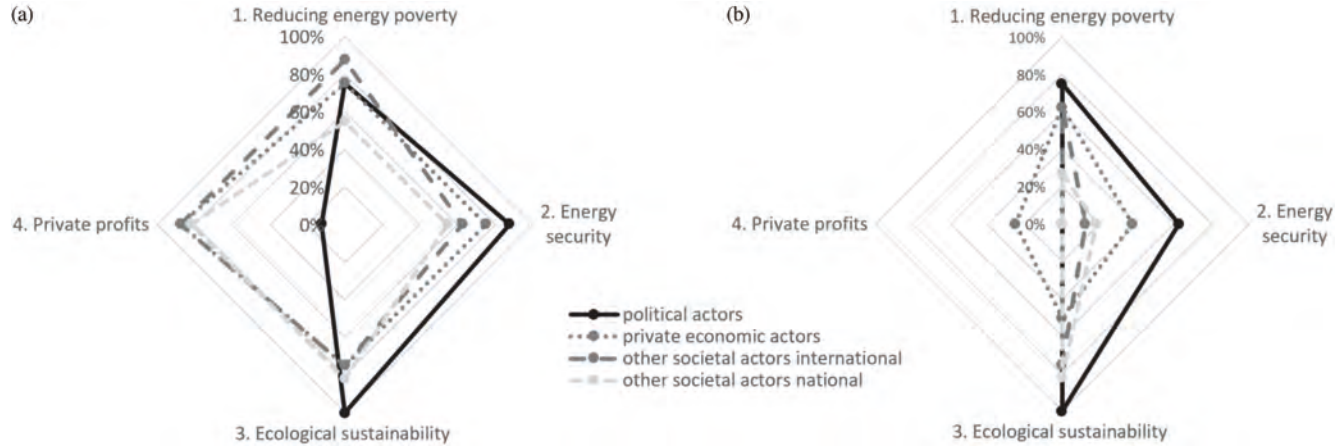 (a)
1. Reducing energy poverty
100%
80%
60%
40%
20%
0%
4. Private profits
2. Energy
security
3. Ecological sustainability
(b)
1. Reducing energy poverty
100%
80%
60%
40%
20%
0%
4. Private profits
2. Energy
security
3. Ecological sustainability
political actors
private economic actors
other societal actors international
other societal actors national